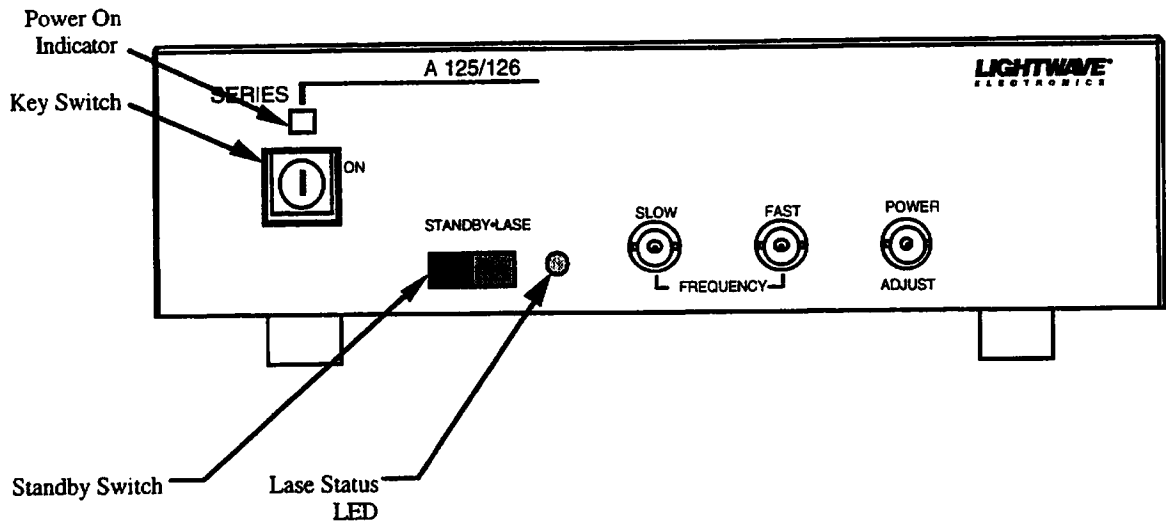 Power On
Indicator
A 125/126
LIGHTWAVE
ELECTRONICS
SERIES
Key Switch
ON
STANDBY•LASE
SLOW
FAST
POWER
FREQUENCY
ADJUST
Standby Switch
Lase Status
LED